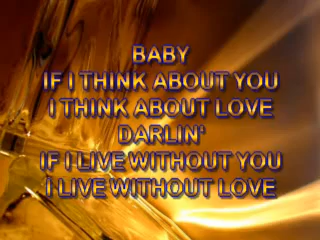 BABY
IF I THINK ABOUT YOU
I THINK ABOUT LOVE
DARLIN'
IF I LIVE WITHOUT YOU
I LIVE WITHOUT LOVE